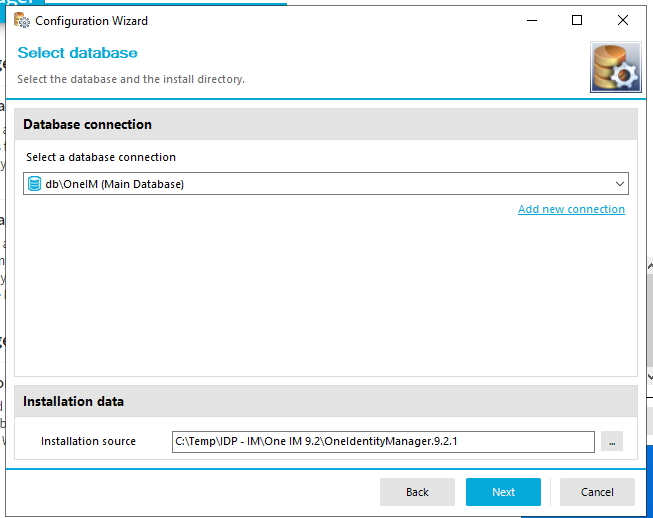 Configuration Wizard
Select database
Select the database and the install directory.
Database connection
Select a database connection
db\OneIM (Main Database)
Add new connection
Installation data
Installation source
C:\Temp\IDP - IM\One IM 9.2\OneIdentityManager.9.2.1
...
Back
Next
Cancel